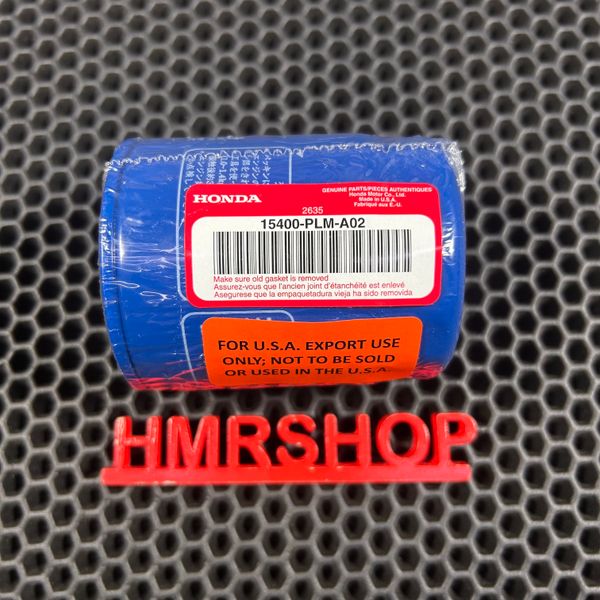 HONDA
GENUINE PARTS/PIECES AUTHENTIQUES
Honda Motor Co., Ltd.
Made in U.S.A.
Fabriqué aux É.-U.
2635
15400-PLM-A02
Make sure old gasket is removed
Assurez-vous que l'ancien joint d'étanchéité est enlevé
Asegurese que la empaquetadura vieja ha sido removida
FOR U.S.A. EXPORT USE
ONLY; NOT TO BE SOLD
OR USED IN THE U.S.A.
HMRSHOP